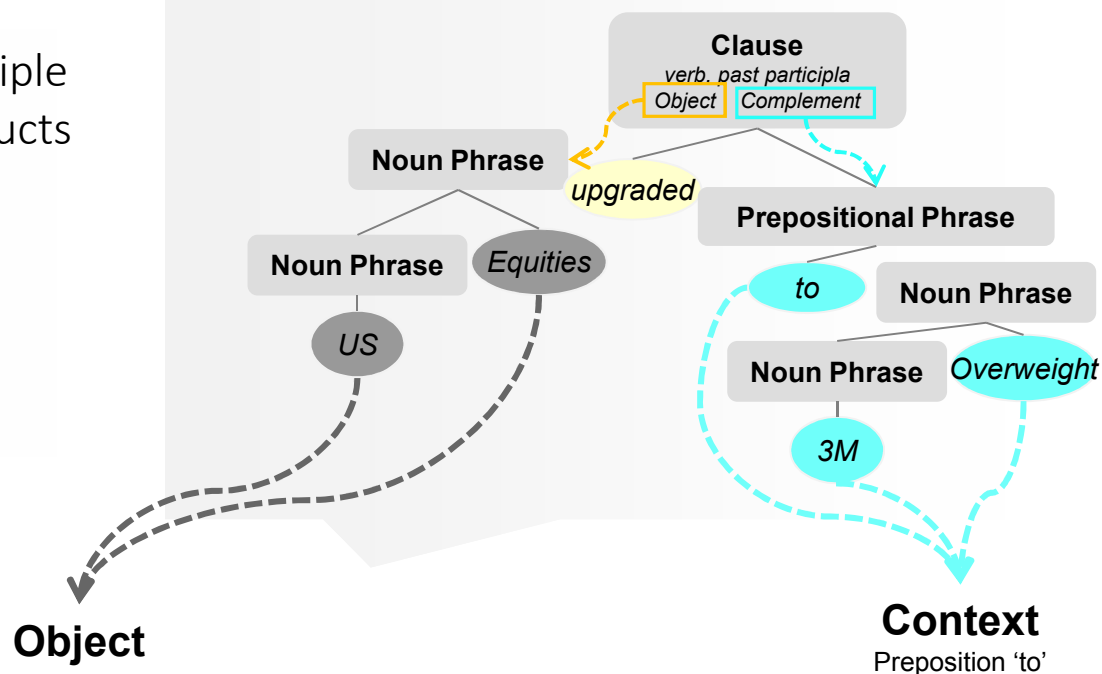 iple
ucts
Clause
verb. past participla
Object Complement
Noun Phrase
upgraded
Prepositional Phrase
Noun Phrase
Equities
to
Noun Phrase
US
Noun Phrase
Overweight
3M
Object
Context
Preposition ‘to’